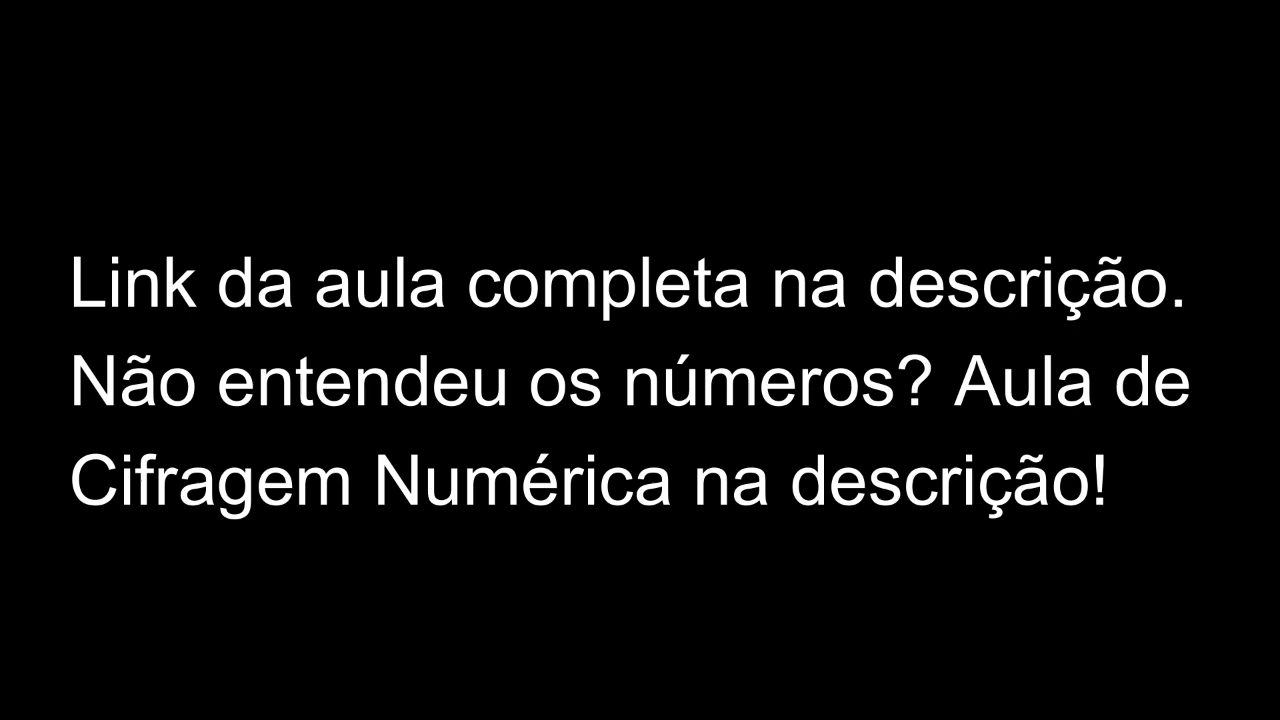 Link da aula completa na descrição.
Não entendeu os números? Aula de
Cifragem Numérica na descrição!